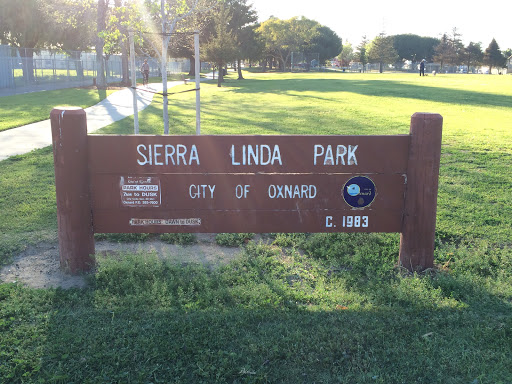 SIERRA LINDA PARK
PARK HOURS
7AM TO DUSK
CITY OF OXNARD
C. 1983